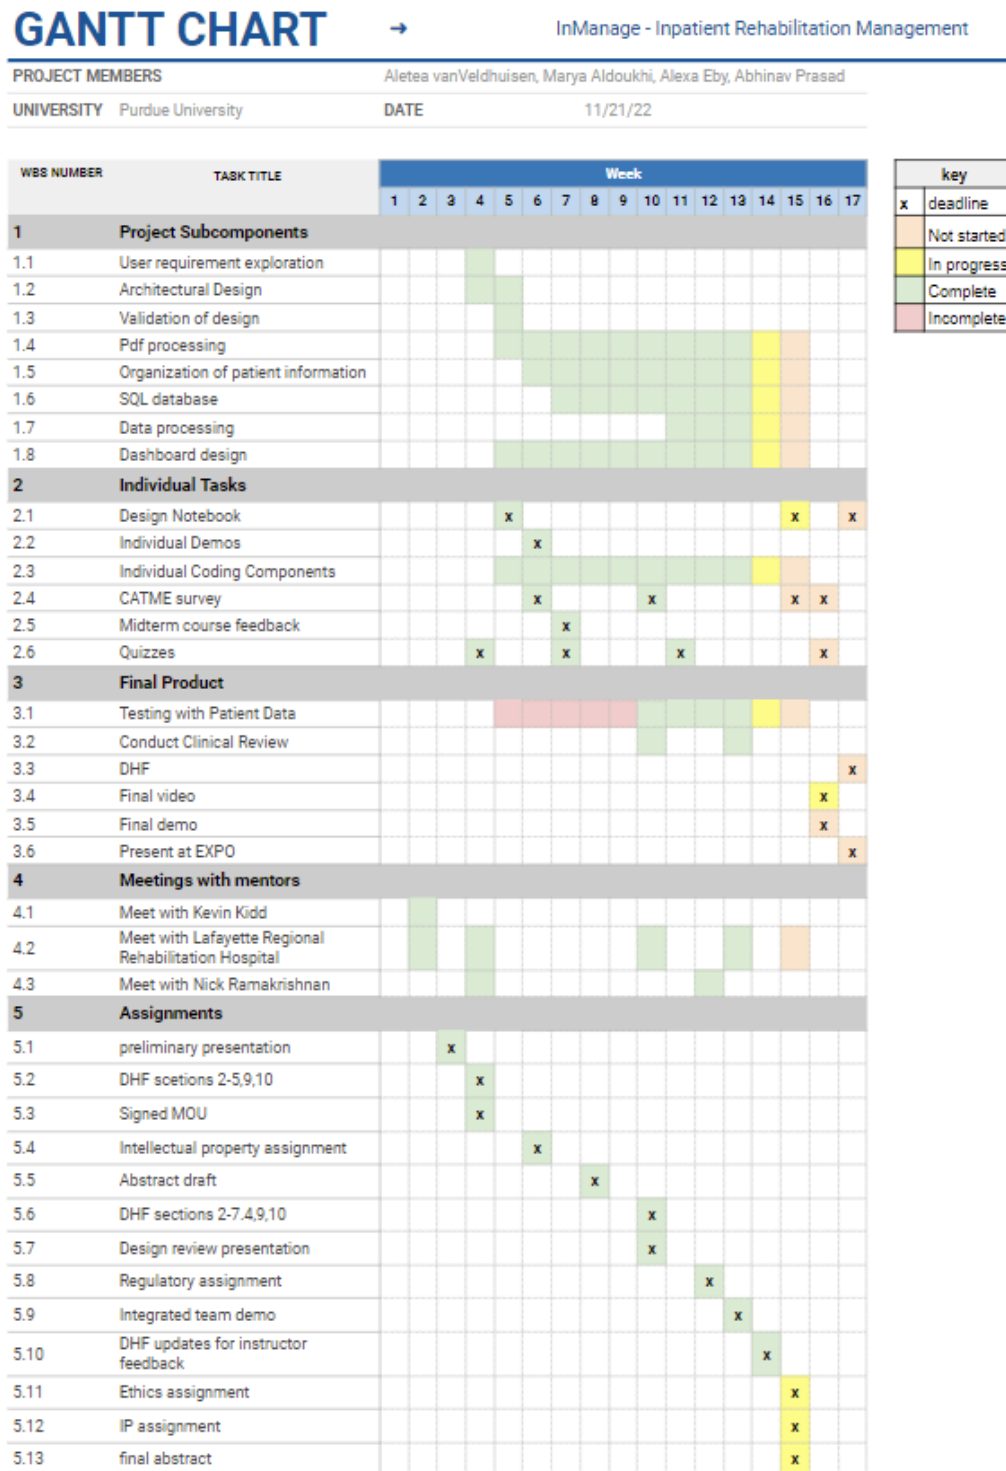 GANTT CHART → InManage - Inpatient Rehabilitation Management
PROJECT MEMBERS Aletea vanVeldhuisen, Marya Aldoukhi, Alexa Eby, Abhinav Prasad
UNIVERSITY Purdue University DATE 11/21/22
WBS NUMBER TASK TITLE Week key
1 2 3 4 5 6 7 8 9 10 11 12 13 14 15 16 17
x deadline
Not started
In progress
Complete
Incomplete
1 Project Subcomponents
1.1 User requirement exploration
1.2 Architectural Design
1.3 Validation of design
1.4 Pdf processing
1.5 Organization of patient information
1.6 SQL database
1.7 Data processing
1.8 Dashboard design
2 Individual Tasks
2.1 Design Notebook x x x
2.2 Individual Demos x
2.3 Individual Coding Components
2.4 CATME survey x x x x
2.5 Midterm course feedback x
2.6 Quizzes x x x x
3 Final Product
3.1 Testing with Patient Data
3.2 Conduct Clinical Review
3.3 DHF x
3.4 Final video x
3.5 Final demo x
3.6 Present at EXPO x
4 Meetings with mentors
4.1 Meet with Kevin Kidd
4.2 Meet with Lafayette Regional
Rehabilitation Hospital
4.3 Meet with Nick Ramakrishnan
5 Assignments
5.1 preliminary presentation x
5.2 DHF scetions 2-5,9,10 x
5.3 Signed MOU x
5.4 Intellectual property assignment x
5.5 Abstract draft x
5.6 DHF sections 2-7.4,9,10 x
5.7 Design review presentation x
5.8 Regulatory assignment x
5.9 Integrated team demo x
5.10 DHF updates for instructor
feedback x
5.11 Ethics assignment x
5.12 IP assignment x
5.13 final abstract x